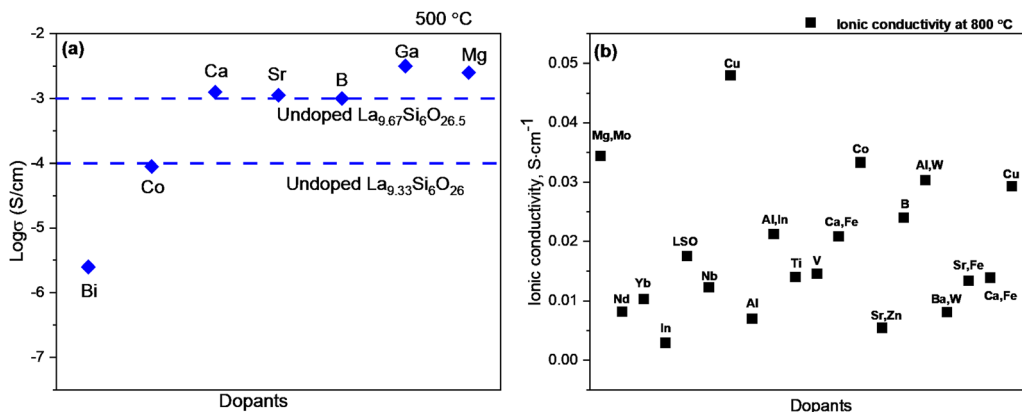 500 °C
(a)
-2
-3
-4
-5
-6
-7
Logσ (S/cm)
Ca
Sr
B
Ga
Mg
Undoped La9.67Si6O26.5
Co
Undoped La9.33Si6O26
Bi
Dopants
Ionic conductivity at 800 °C
(b)
0.05
0.04
0.03
0.02
0.01
0.00
Ionic conductivity, S·cm-1
Cu
Mg,Mo
Co
Al,W
Cu
B
Al,In
Ca,Fe
LSO
Ti
V
Sr,Fe
Nb
Yb
Nd
Ba,W
Ca,Fe
Al
Sr,Zn
In
Dopants